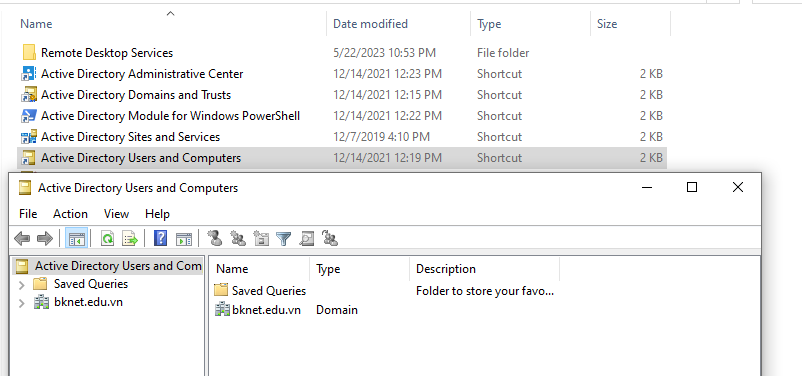 Name Date modified Type Size
Remote Desktop Services 5/22/2023 10:53 PM File folder
Active Directory Administrative Center 12/14/2021 12:23 PM Shortcut 2 KB
Active Directory Domains and Trusts 12/14/2021 12:15 PM Shortcut 2 KB
Active Directory Module for Windows PowerShell 12/14/2021 12:22 PM Shortcut 2 KB
Active Directory Sites and Services 12/7/2019 4:10 PM Shortcut 2 KB
Active Directory Users and Computers 12/14/2021 12:19 PM Shortcut 2 KB
Active Directory Users and Computers
File Action View Help
Active Directory Users and Com
Saved Queries
bknet.edu.vn
Name Type Description
Saved Queries Folder to store your favo...
bknet.edu.vn Domain